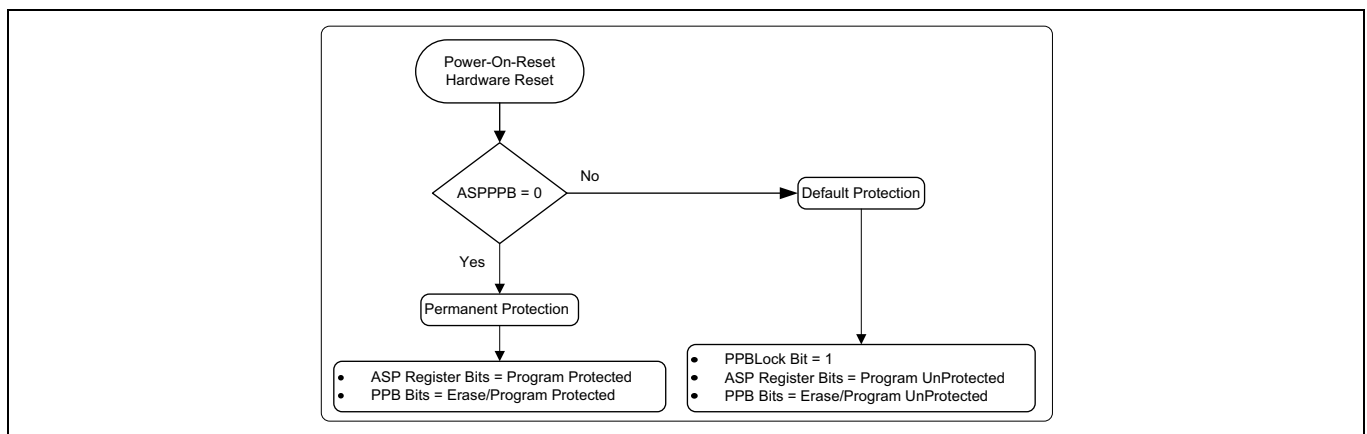 Power-On-Reset
Hardware Reset
ASPPPB = 0
No
Default Protection
Yes
Permanent Protection
• ASP Register Bits = Program Protected
• PPB Bits = Erase/Program Protected
• PPBLock Bit = 1
• ASP Register Bits = Program UnProtected
• PPB Bits = Erase/Program UnProtected